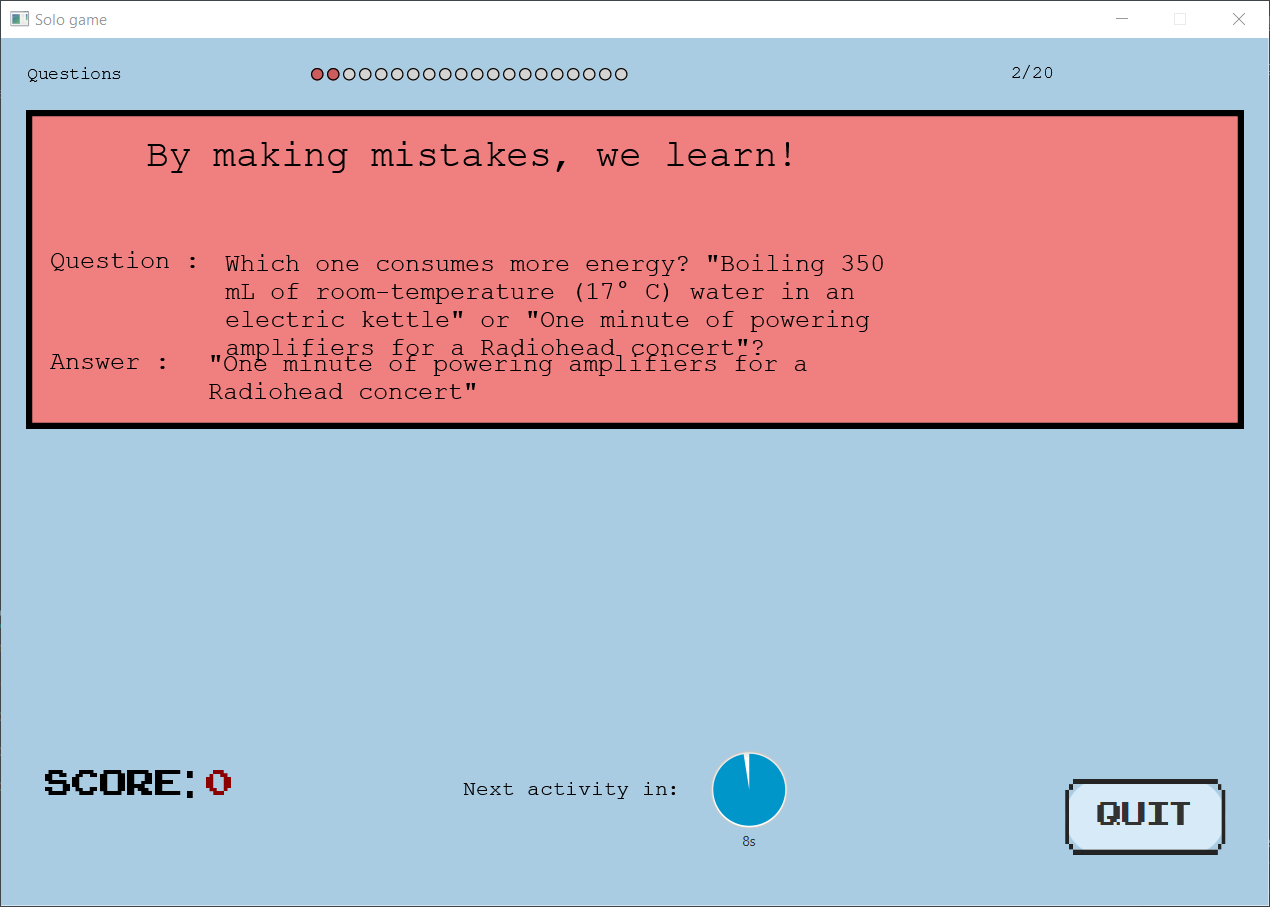 Solo game
Questions
2/20
By making mistakes, we learn!
Question :
Which one consumes more energy? "Boiling 350
mL of room-temperature (17° C) water in an
electric kettle" or "One minute of powering
amplifiers for a Radiohead concert"?
Answer :
"One minute of powering amplifiers for a
Radiohead concert"
SCORE:0
Next activity in:
8s
QUIT